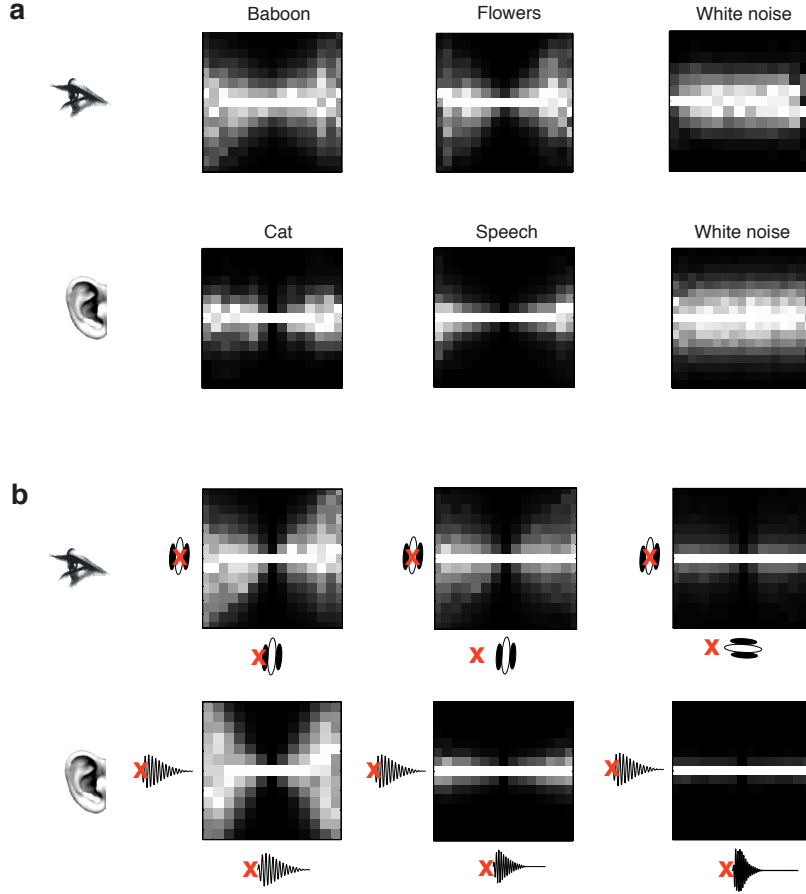 a
Baboon Flowers White noise
Cat Speech White noise
b
X X X
X X X
X X X
X X X